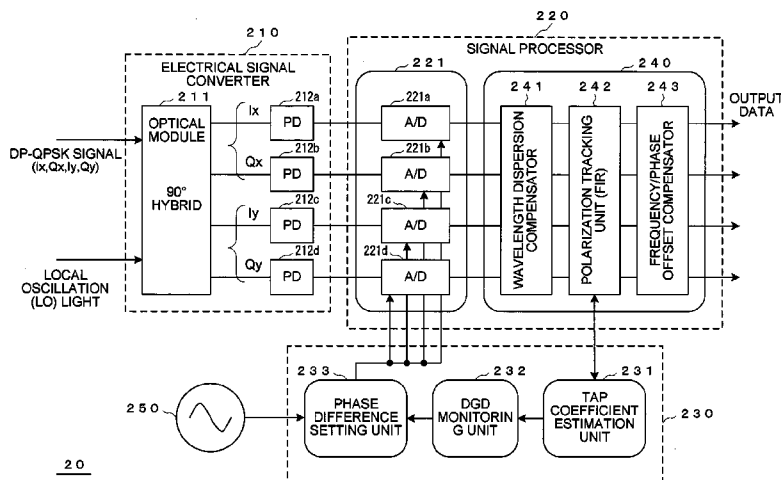 220
210
SIGNAL PROCESSOR
ELECTRICAL SIGNAL
CONVERTER
221
240
211
Ix
212a
221a
241
242
243
OUTPUT
DATA
OPTICAL
MODULE
PD
A/D
DP-QPSK SIGNAL
(Ix,Qx,Iy,Qy)
Qx
212b
221b
PD
A/D
90°
HYBRID
Iy
212c
221c
PD
A/D
Qy
212d
221d
PD
A/D
WAVELENGTH DISPERSION
COMPENSATOR
POLARIZATION TRACKING
UNIT (FIR)
FREQUENCY/PHASE
OFFSET COMPENSATOR
LOCAL
OSCILLATION
(LO) LIGHT
233
232
231
250
PHASE
DIFFERENCE
SETTING UNIT
DGD
MONITORIN
G UNIT
TAP
COEFFICIENT
ESTIMATION
UNIT
230
20